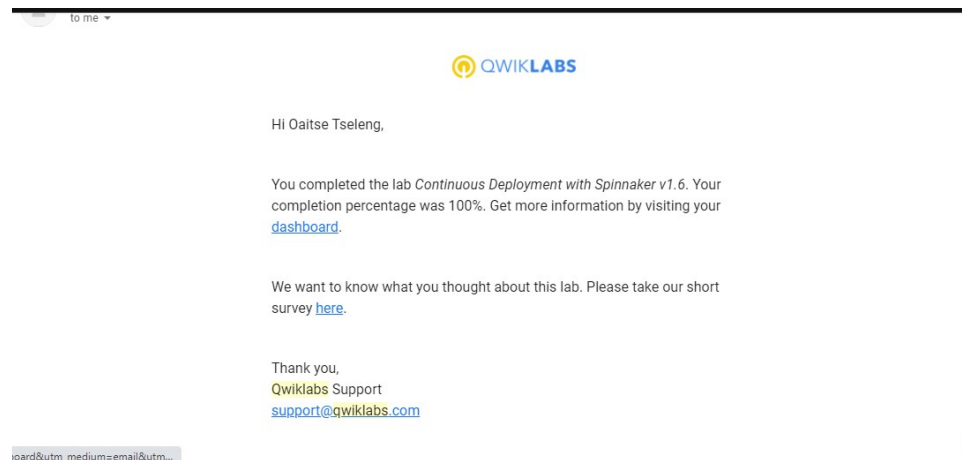 to me
QWIKLABS
Hi Oaitse Tseleng,
You completed the lab Continuous Deployment with Spinnaker v1.6. Your
completion percentage was 100%. Get more information by visiting your
dashboard.
We want to know what you thought about this lab. Please take our short
survey here.
Thank you,
Qwiklabs Support
support@qwiklabs.com
oard&utm_medium=email&utm...